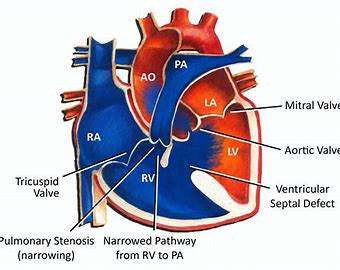 PA
AO
LA
Mitral Valve
RA
Aortic Valve
LV
Tricuspid
Valve
RV
Ventricular
Septal Defect
Pulmonary Stenosis
(narrowing)
Narrowed Pathway
from RV to PA